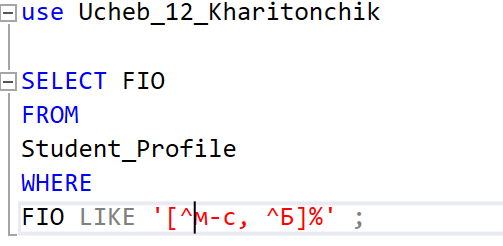 use Ucheb_12_Kharitonchik
SELECT FIO
FROM
Student_Profile
WHERE
FIO LIKE '[^м-с, ^Б]%' ;